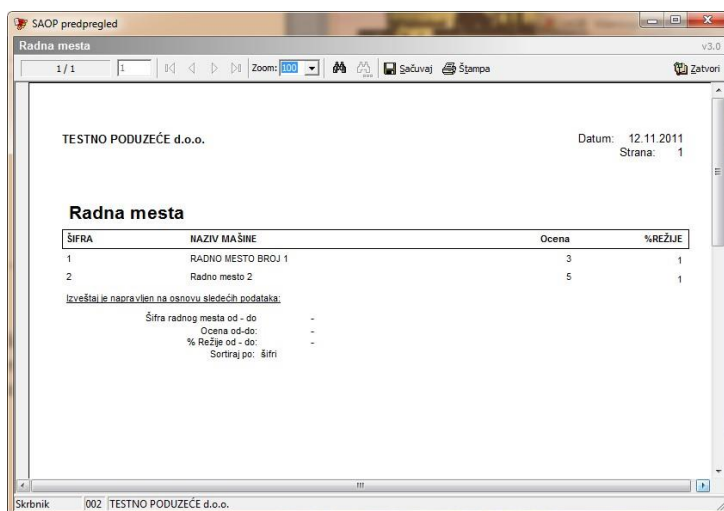 SAOP predpregled
Radna mesta v3.0
1 / 1 1 Zoom: 100 Sačuvaj Štampa Zatvori
TESTNO PODUZEĆE d.o.o. Datum: 12.11.2011
Strana: 1
Radna mesta
ŠIFRA NAZIV MAŠINE Ocena %REŽIJE
1 RADNO MESTO BROJ 1 3 1
2 Radno mesto 2 5 1
Izveštaj je napravljen na osnovu sledećih podataka:
Šifra radnog mesta od - do -
Ocena od-do: -
% Režije od - do: -
Sortiraj po: šifri
Skrbnik 002 TESTNO PODUZEĆE d.o.o.